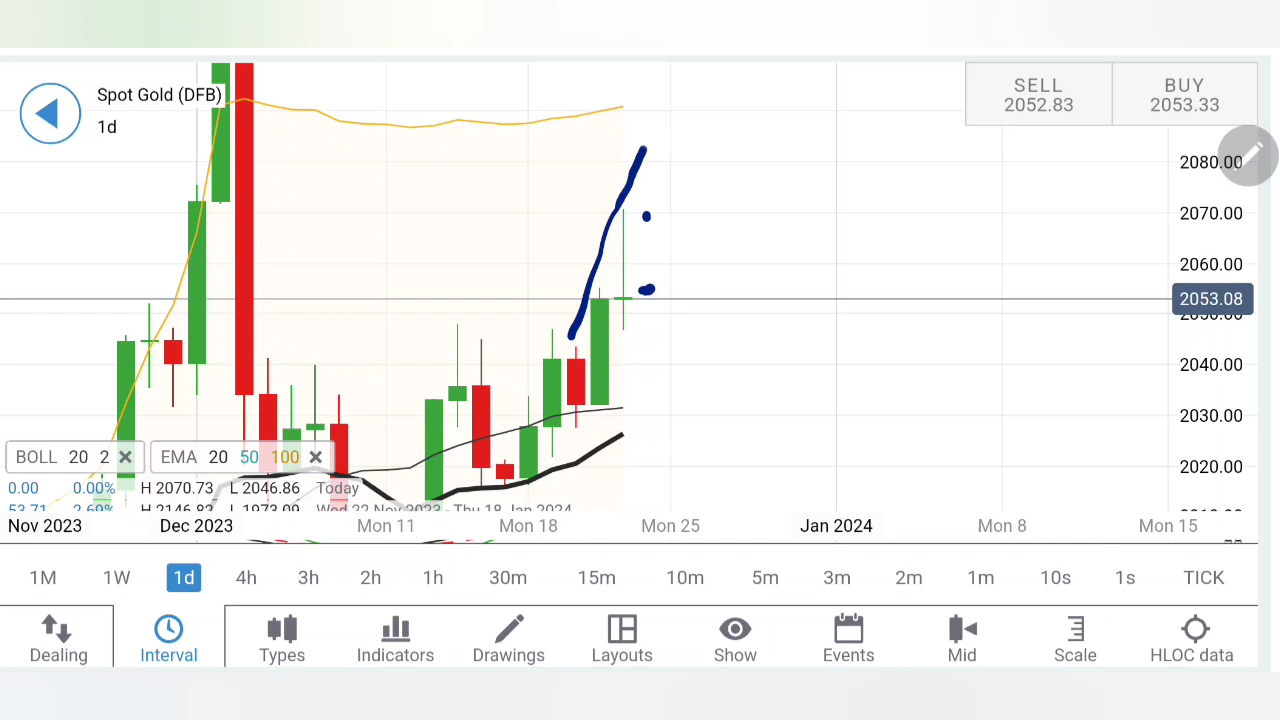 Spot Gold (DFB)
1d
SELL
2052.83
BUY
2053.33
2080.00
2070.00
2060.00
2053.08
2050.00
2040.00
2030.00
2020.00
BOLL 20 2
EMA 20 50 100
0.00 0.00% H 2070.73 L 2046.86 Today
53.71 2.69% H 2146.82 L 1973.09 Wed 22 Nov 2023 - Thu 18 Jan 2024
Nov 2023 Dec 2023 Mon 11 Mon 18 Mon 25 Jan 2024 Mon 8 Mon 15
1M 1W 1d 4h 3h 2h 1h 30m 15m 10m 5m 3m 2m 1m 10s 1s TICK
Dealing Interval Types Indicators Drawings Layouts Show Events Mid Scale HLOC data